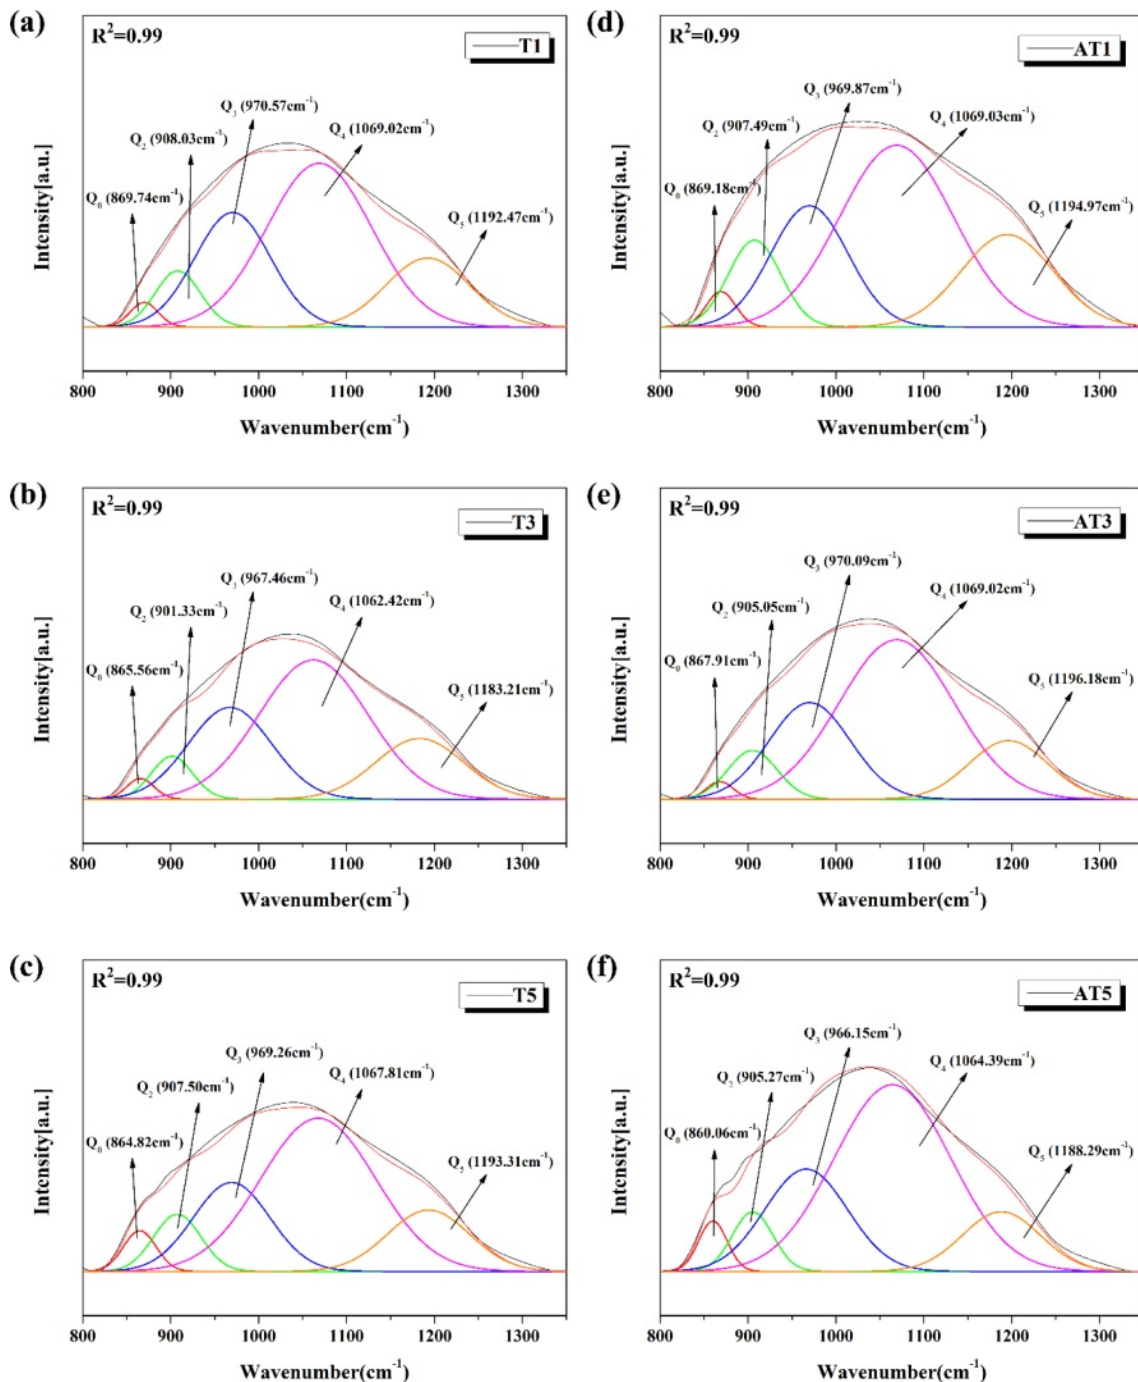 (a)
R²=0.99
T1
Q₀ (869.74cm⁻¹)
Q₂ (908.03cm⁻¹)
Q₃ (970.57cm⁻¹)
Q₄ (1069.02cm⁻¹)
Q₅ (1192.47cm⁻¹)
Intensity[a.u.]
800 900 1000 1100 1200 1300
Wavenumber(cm⁻¹)
(d)
R²=0.99
AT1
Q₀ (869.18cm⁻¹)
Q₂ (907.49cm⁻¹)
Q₃ (969.87cm⁻¹)
Q₄ (1069.03cm⁻¹)
Q₅ (1194.97cm⁻¹)
Intensity[a.u.]
800 900 1000 1100 1200 1300
Wavenumber(cm⁻¹)
(b)
R²=0.99
T3
Q₀ (865.56cm⁻¹)
Q₂ (901.33cm⁻¹)
Q₃ (967.46cm⁻¹)
Q₄ (1062.42cm⁻¹)
Q₅ (1183.21cm⁻¹)
Intensity[a.u.]
800 900 1000 1100 1200 1300
Wavenumber(cm⁻¹)
(e)
R²=0.99
AT3
Q₀ (867.91cm⁻¹)
Q₂ (905.05cm⁻¹)
Q₃ (970.09cm⁻¹)
Q₄ (1069.02cm⁻¹)
Q₅ (1196.18cm⁻¹)
Intensity[a.u.]
800 900 1000 1100 1200 1300
Wavenumber(cm⁻¹)
(c)
R²=0.99
T5
Q₀ (864.82cm⁻¹)
Q₂ (907.50cm⁻¹)
Q₃ (969.26cm⁻¹)
Q₄ (1067.81cm⁻¹)
Q₅ (1193.31cm⁻¹)
Intensity[a.u.]
800 900 1000 1100 1200 1300
Wavenumber(cm⁻¹)
(f)
R²=0.99
AT5
Q₀ (860.06cm⁻¹)
Q₂ (905.27cm⁻¹)
Q₃ (966.15cm⁻¹)
Q₄ (1064.39cm⁻¹)
Q₅ (1188.29cm⁻¹)
Intensity[a.u.]
800 900 1000 1100 1200 1300
Wavenumber(cm⁻¹)